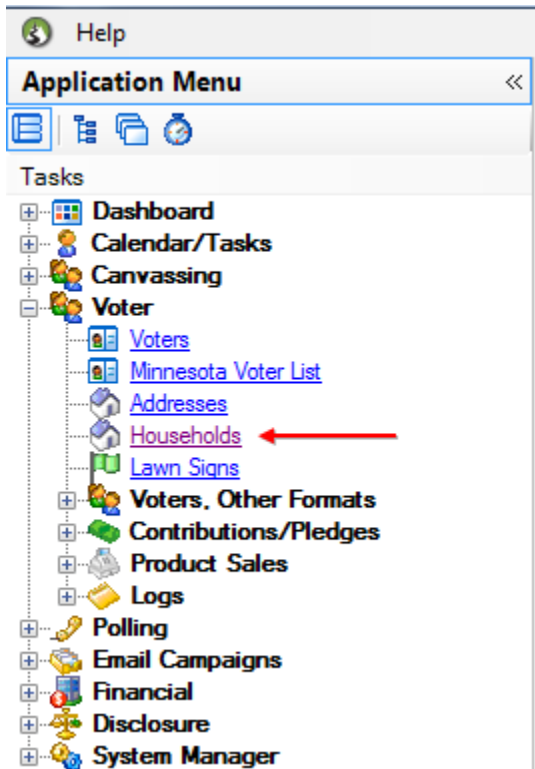 Help
Application Menu
Tasks
Dashboard
Calendar/Tasks
Canvassing
Voter
Voters
Minnesota Voter List
Addresses
Households
Lawn Signs
Voters, Other Formats
Contributions/Pledges
Product Sales
Logs
Polling
Email Campaigns
Financial
Disclosure
System Manager